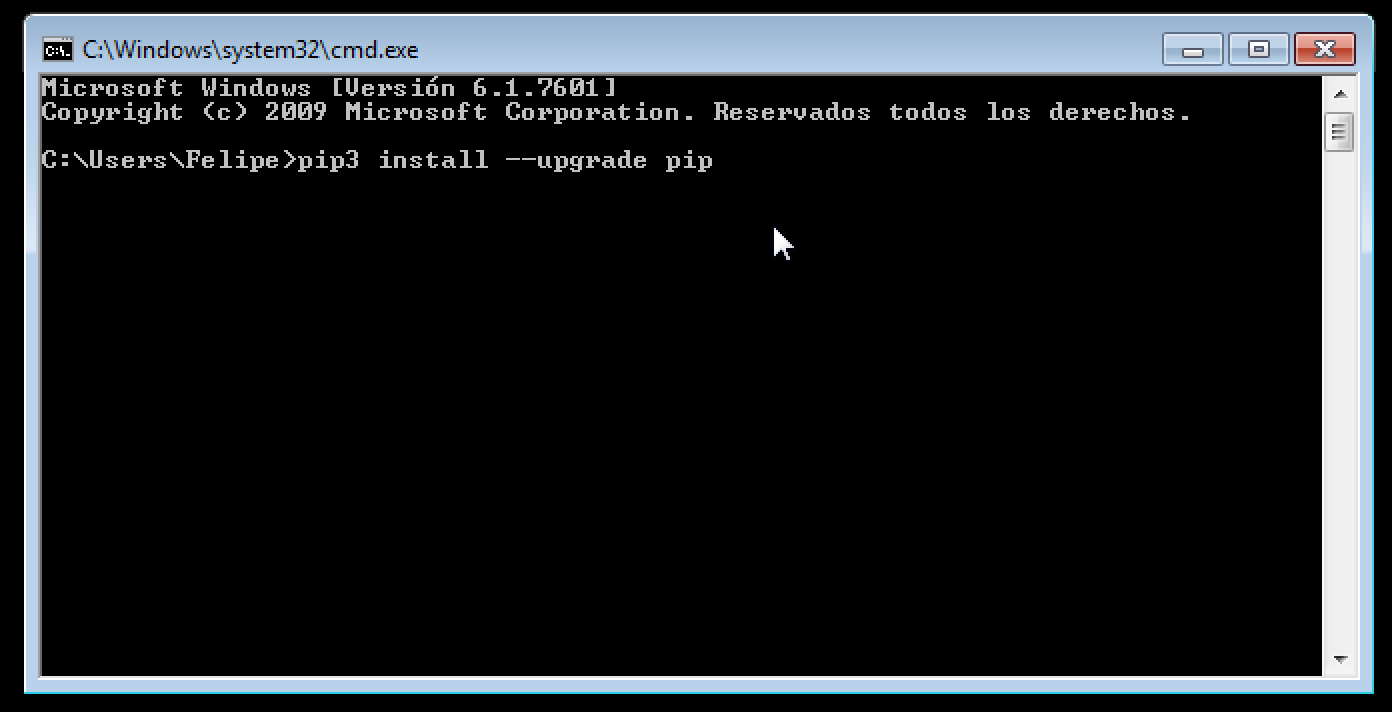 C:\Windows\system32\cmd.exe
Microsoft Windows [Versión 6.1.7601]
Copyright (c) 2009 Microsoft Corporation. Reservados todos los derechos.
C:\Users\Felipe>pip3 install --upgrade pip